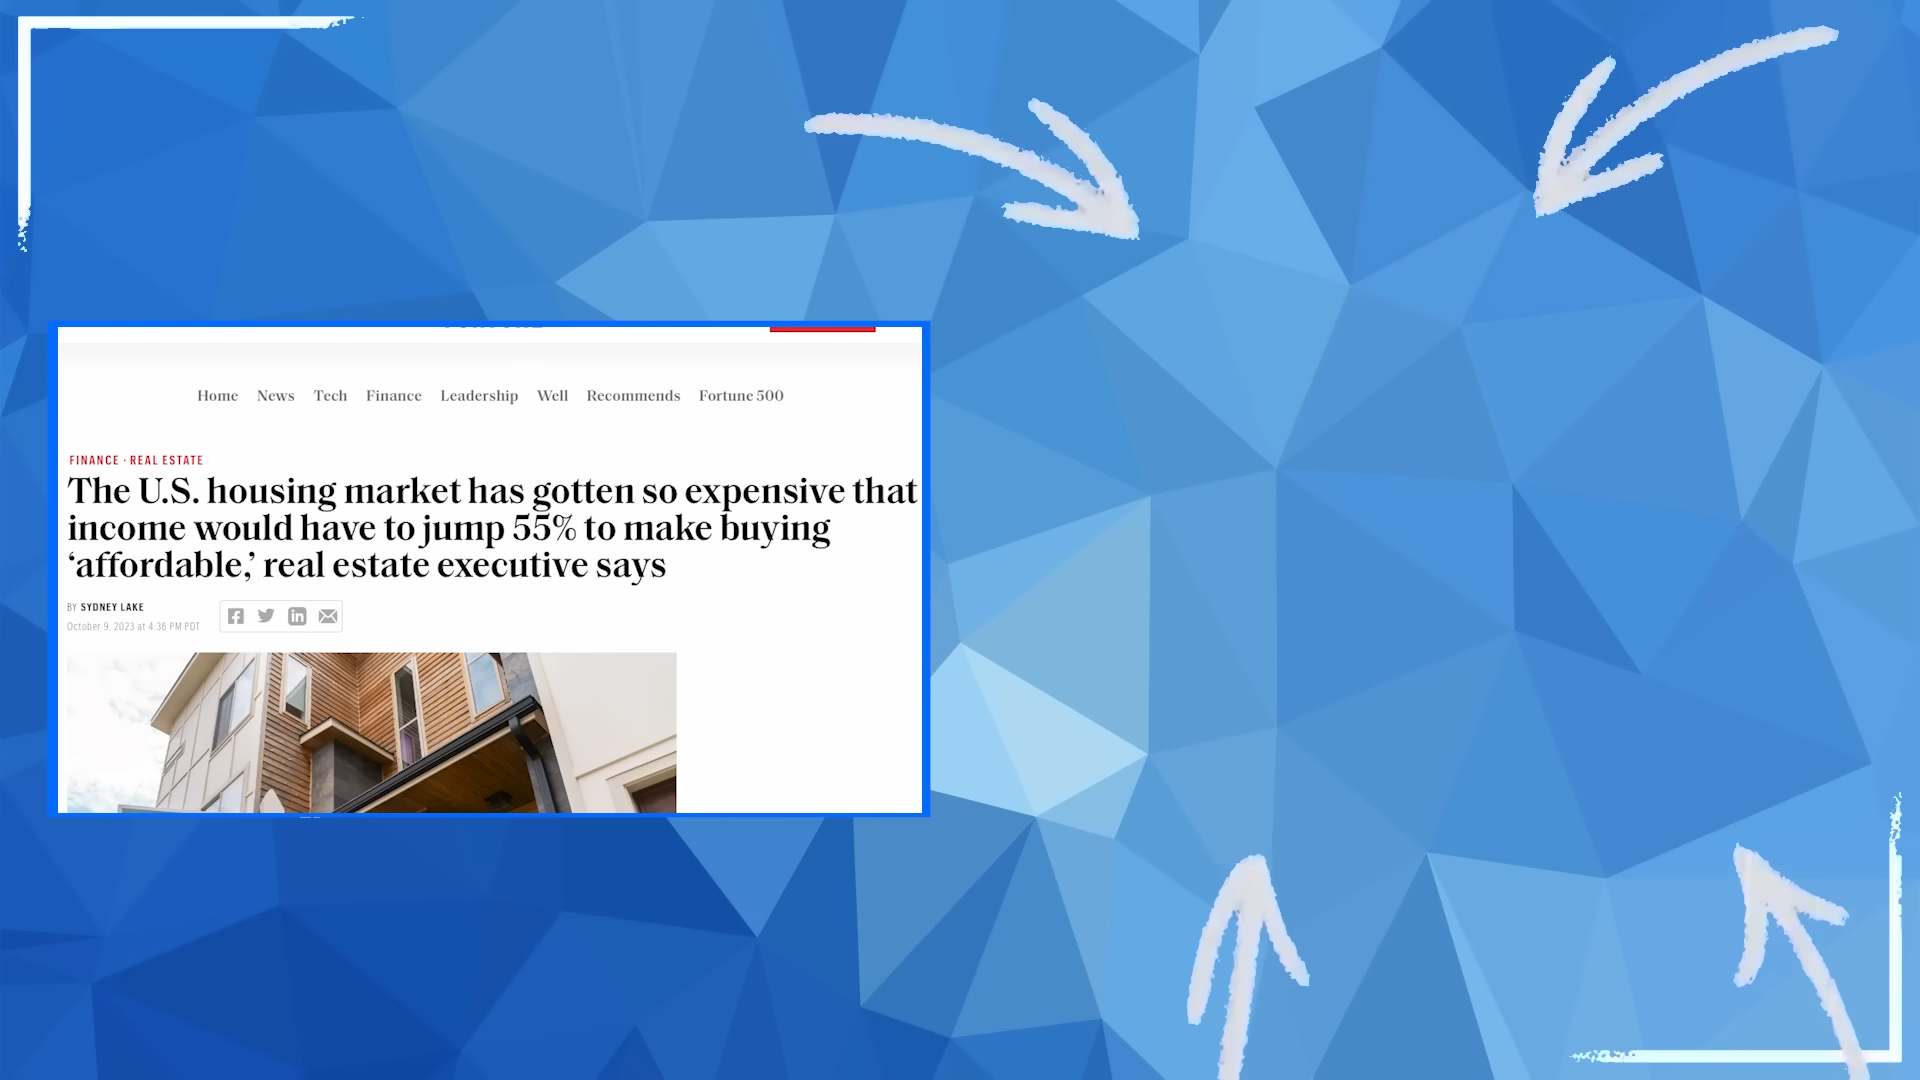 Home News Tech Finance Leadership Well Recommends Fortune 500
FINANCE · REAL ESTATE
The U.S. housing market has gotten so expensive that
income would have to jump 55% to make buying
‘affordable,’ real estate executive says
BY SYDNEY LAKE
October 9, 2023 at 4:36 PM PDT